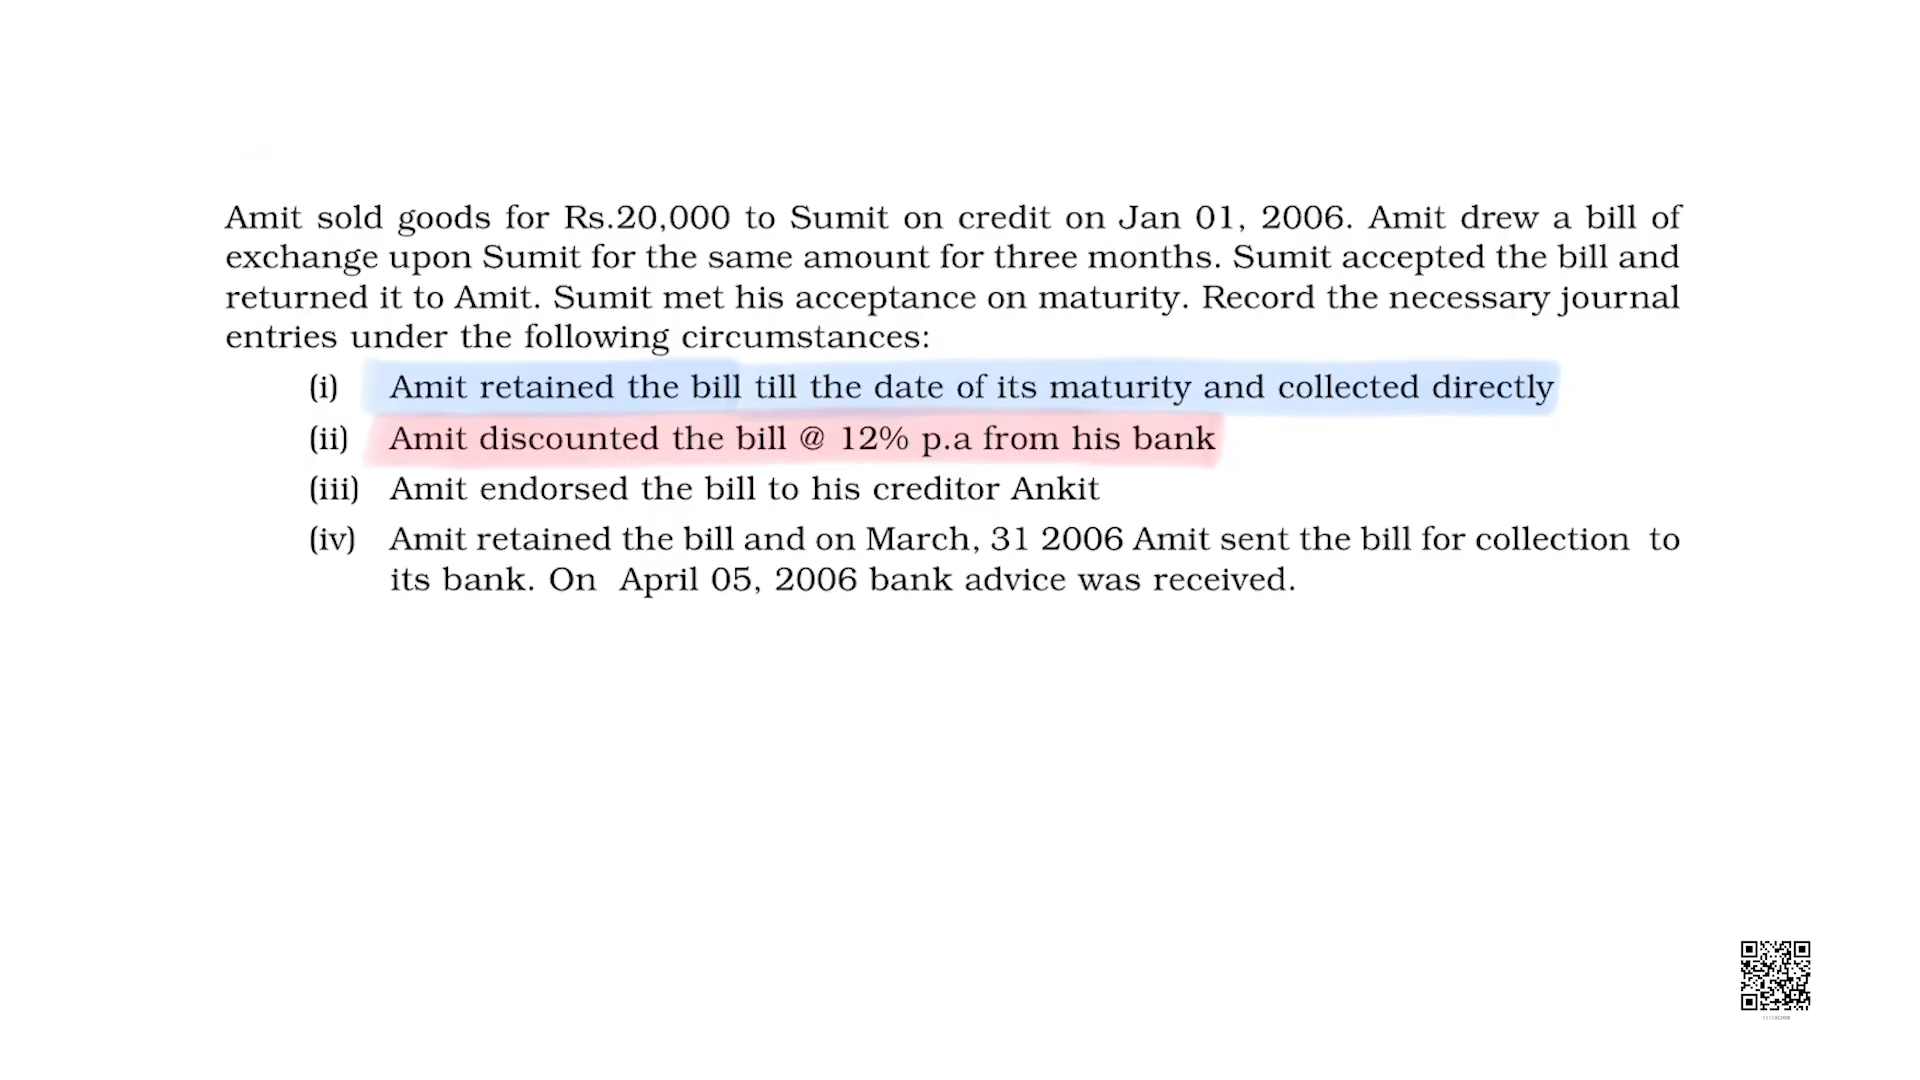 Amit sold goods for Rs.20,000 to Sumit on credit on Jan 01, 2006. Amit drew a bill of
exchange upon Sumit for the same amount for three months. Sumit accepted the bill and
returned it to Amit. Sumit met his acceptance on maturity. Record the necessary journal
entries under the following circumstances:
(i) Amit retained the bill till the date of its maturity and collected directly
(ii) Amit discounted the bill @ 12% p.a from his bank
(iii) Amit endorsed the bill to his creditor Ankit
(iv) Amit retained the bill and on March, 31 2006 Amit sent the bill for collection to
its bank. On April 05, 2006 bank advice was received.